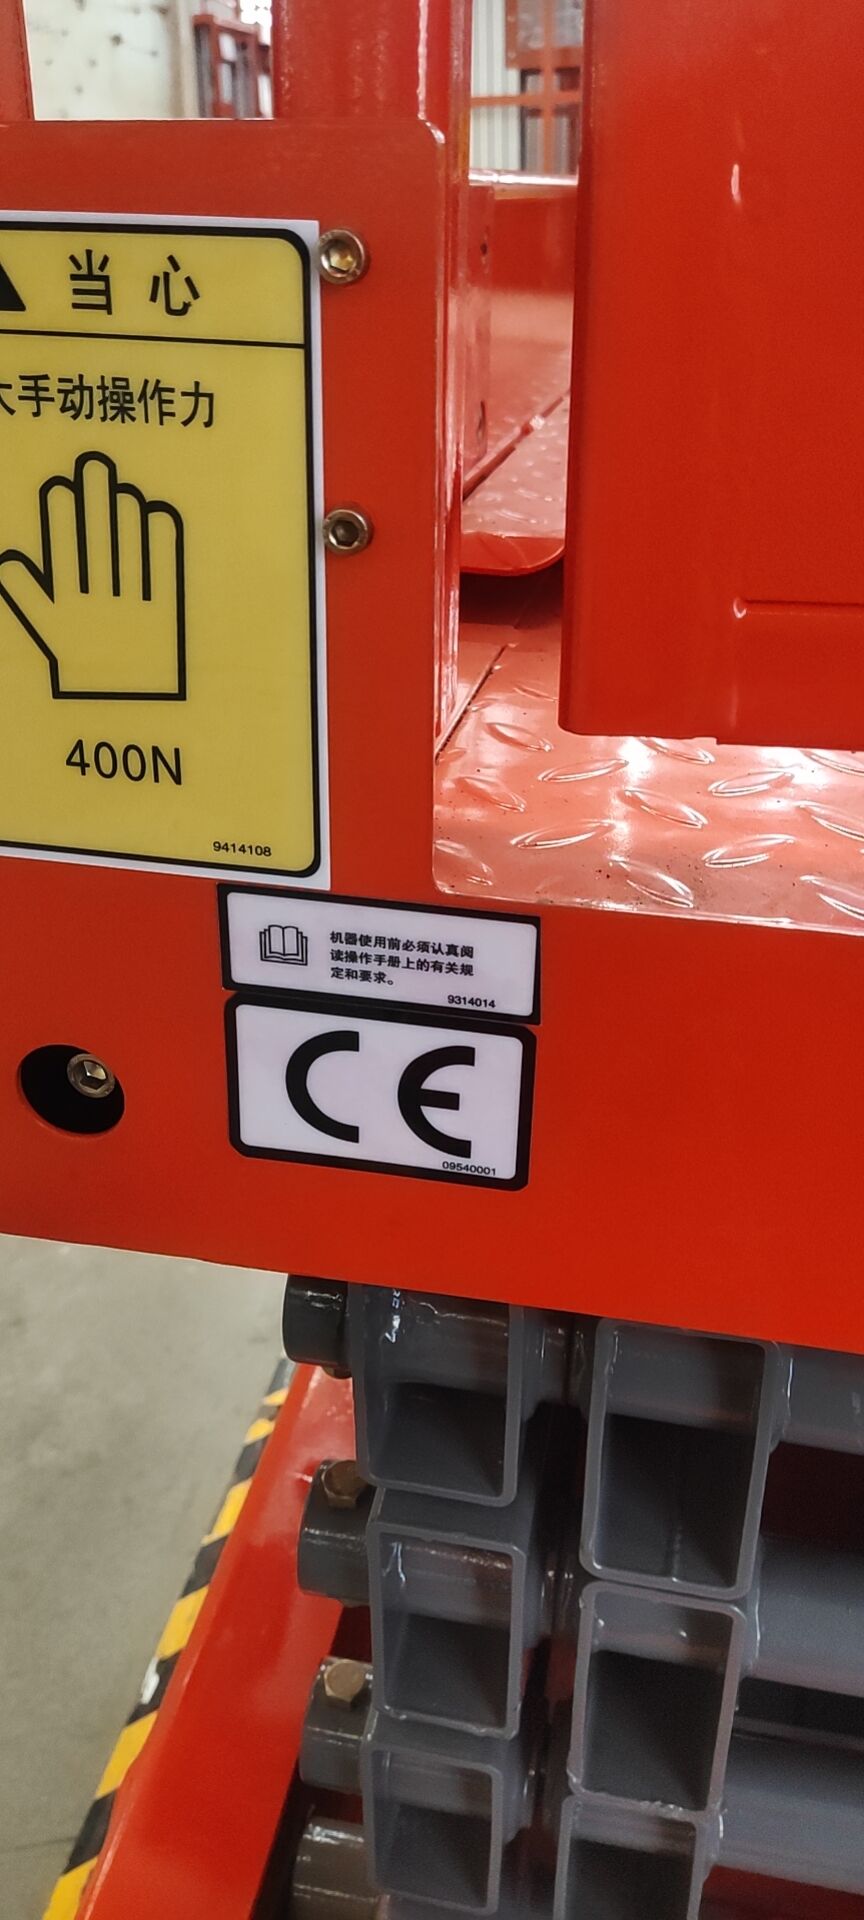 当心
大手动操作力
400N
9414108
机器使用前必须认真阅
读操作手册上的有关规
定和要求。
9314014
CE
09540001